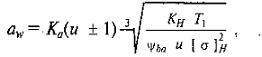 a_w = K_a(u ± 1) ∛(K_H T_1 / (ψ_ba u [σ]_H^2)) ,